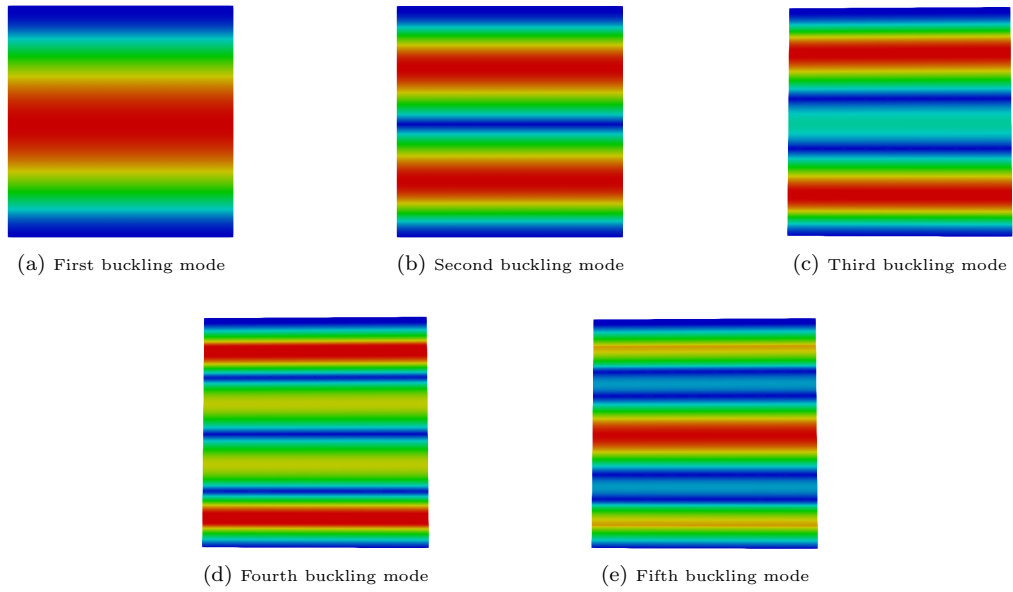 (a) First buckling mode
(b) Second buckling mode
(c) Third buckling mode
(d) Fourth buckling mode
(e) Fifth buckling mode